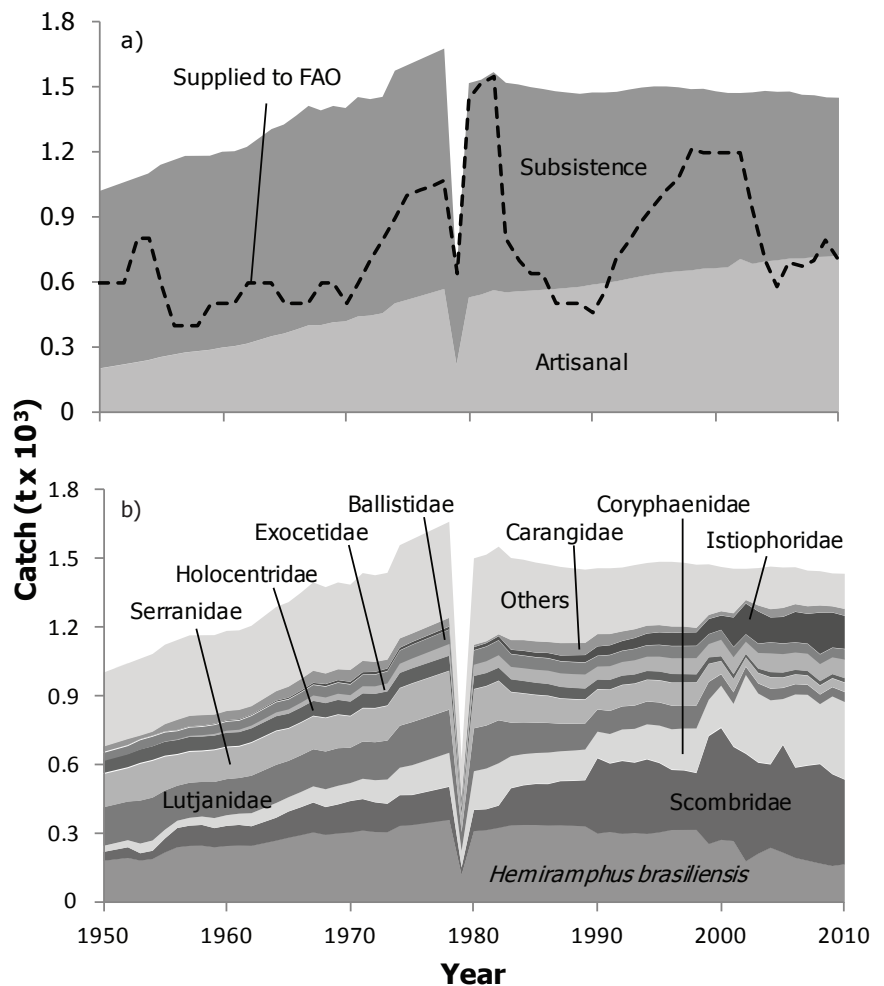 1.8
a)
Supplied to FAO
1.5
1.2
Subsistence
0.9
0.6
0.3
Artisanal
0
Catch (t x 10³)
1.8
b)
Ballistidae
Coryphaenidae
Exocetidae
Carangidae
Istiophoridae
1.5
Holocentridae
Serranidae
Others
1.2
0.9
0.6
Lutjanidae
Scombridae
0.3
Hemiramphus brasiliensis
0
1950 1960 1970 1980 1990 2000 2010
Year